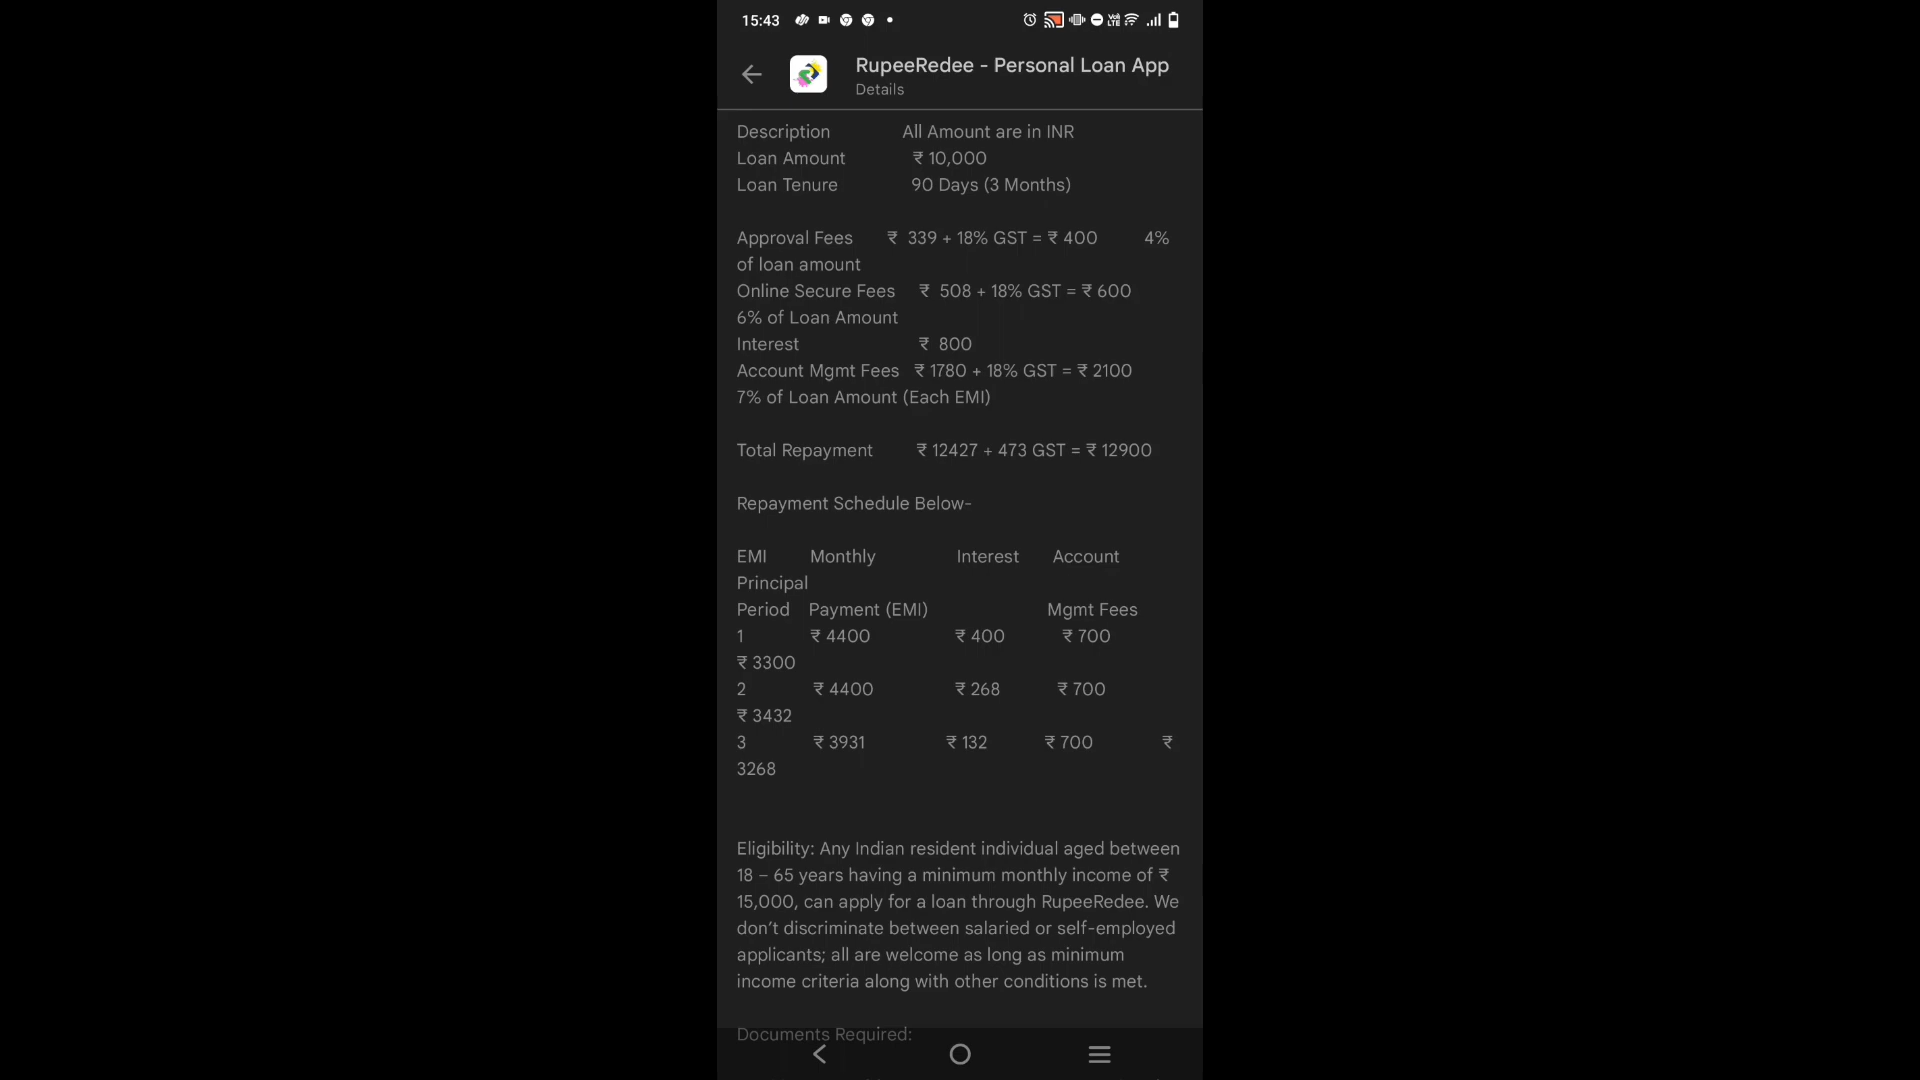 15:43
RupeeRedee - Personal Loan App
Details
Description All Amount are in INR
Loan Amount ₹ 10,000
Loan Tenure 90 Days (3 Months)
Approval Fees ₹ 339 + 18% GST = ₹ 400 4%
of loan amount
Online Secure Fees ₹ 508 + 18% GST = ₹ 600
6% of Loan Amount
Interest ₹ 800
Account Mgmt Fees ₹ 1780 + 18% GST = ₹ 2100
7% of Loan Amount (Each EMI)
Total Repayment ₹ 12427 + 473 GST = ₹ 12900
Repayment Schedule Below-
EMI Monthly Interest Account
Principal
Period Payment (EMI) Mgmt Fees
1 ₹ 4400 ₹ 400 ₹ 700
₹ 3300
2 ₹ 4400 ₹ 268 ₹ 700
₹ 3432
3 ₹ 3931 ₹ 132 ₹ 700 ₹
3268
Eligibility: Any Indian resident individual aged between
18 – 65 years having a minimum monthly income of ₹
15,000, can apply for a loan through RupeeRedee. We
don’t discriminate between salaried or self-employed
applicants; all are welcome as long as minimum
income criteria along with other conditions is met.
Documents Required: